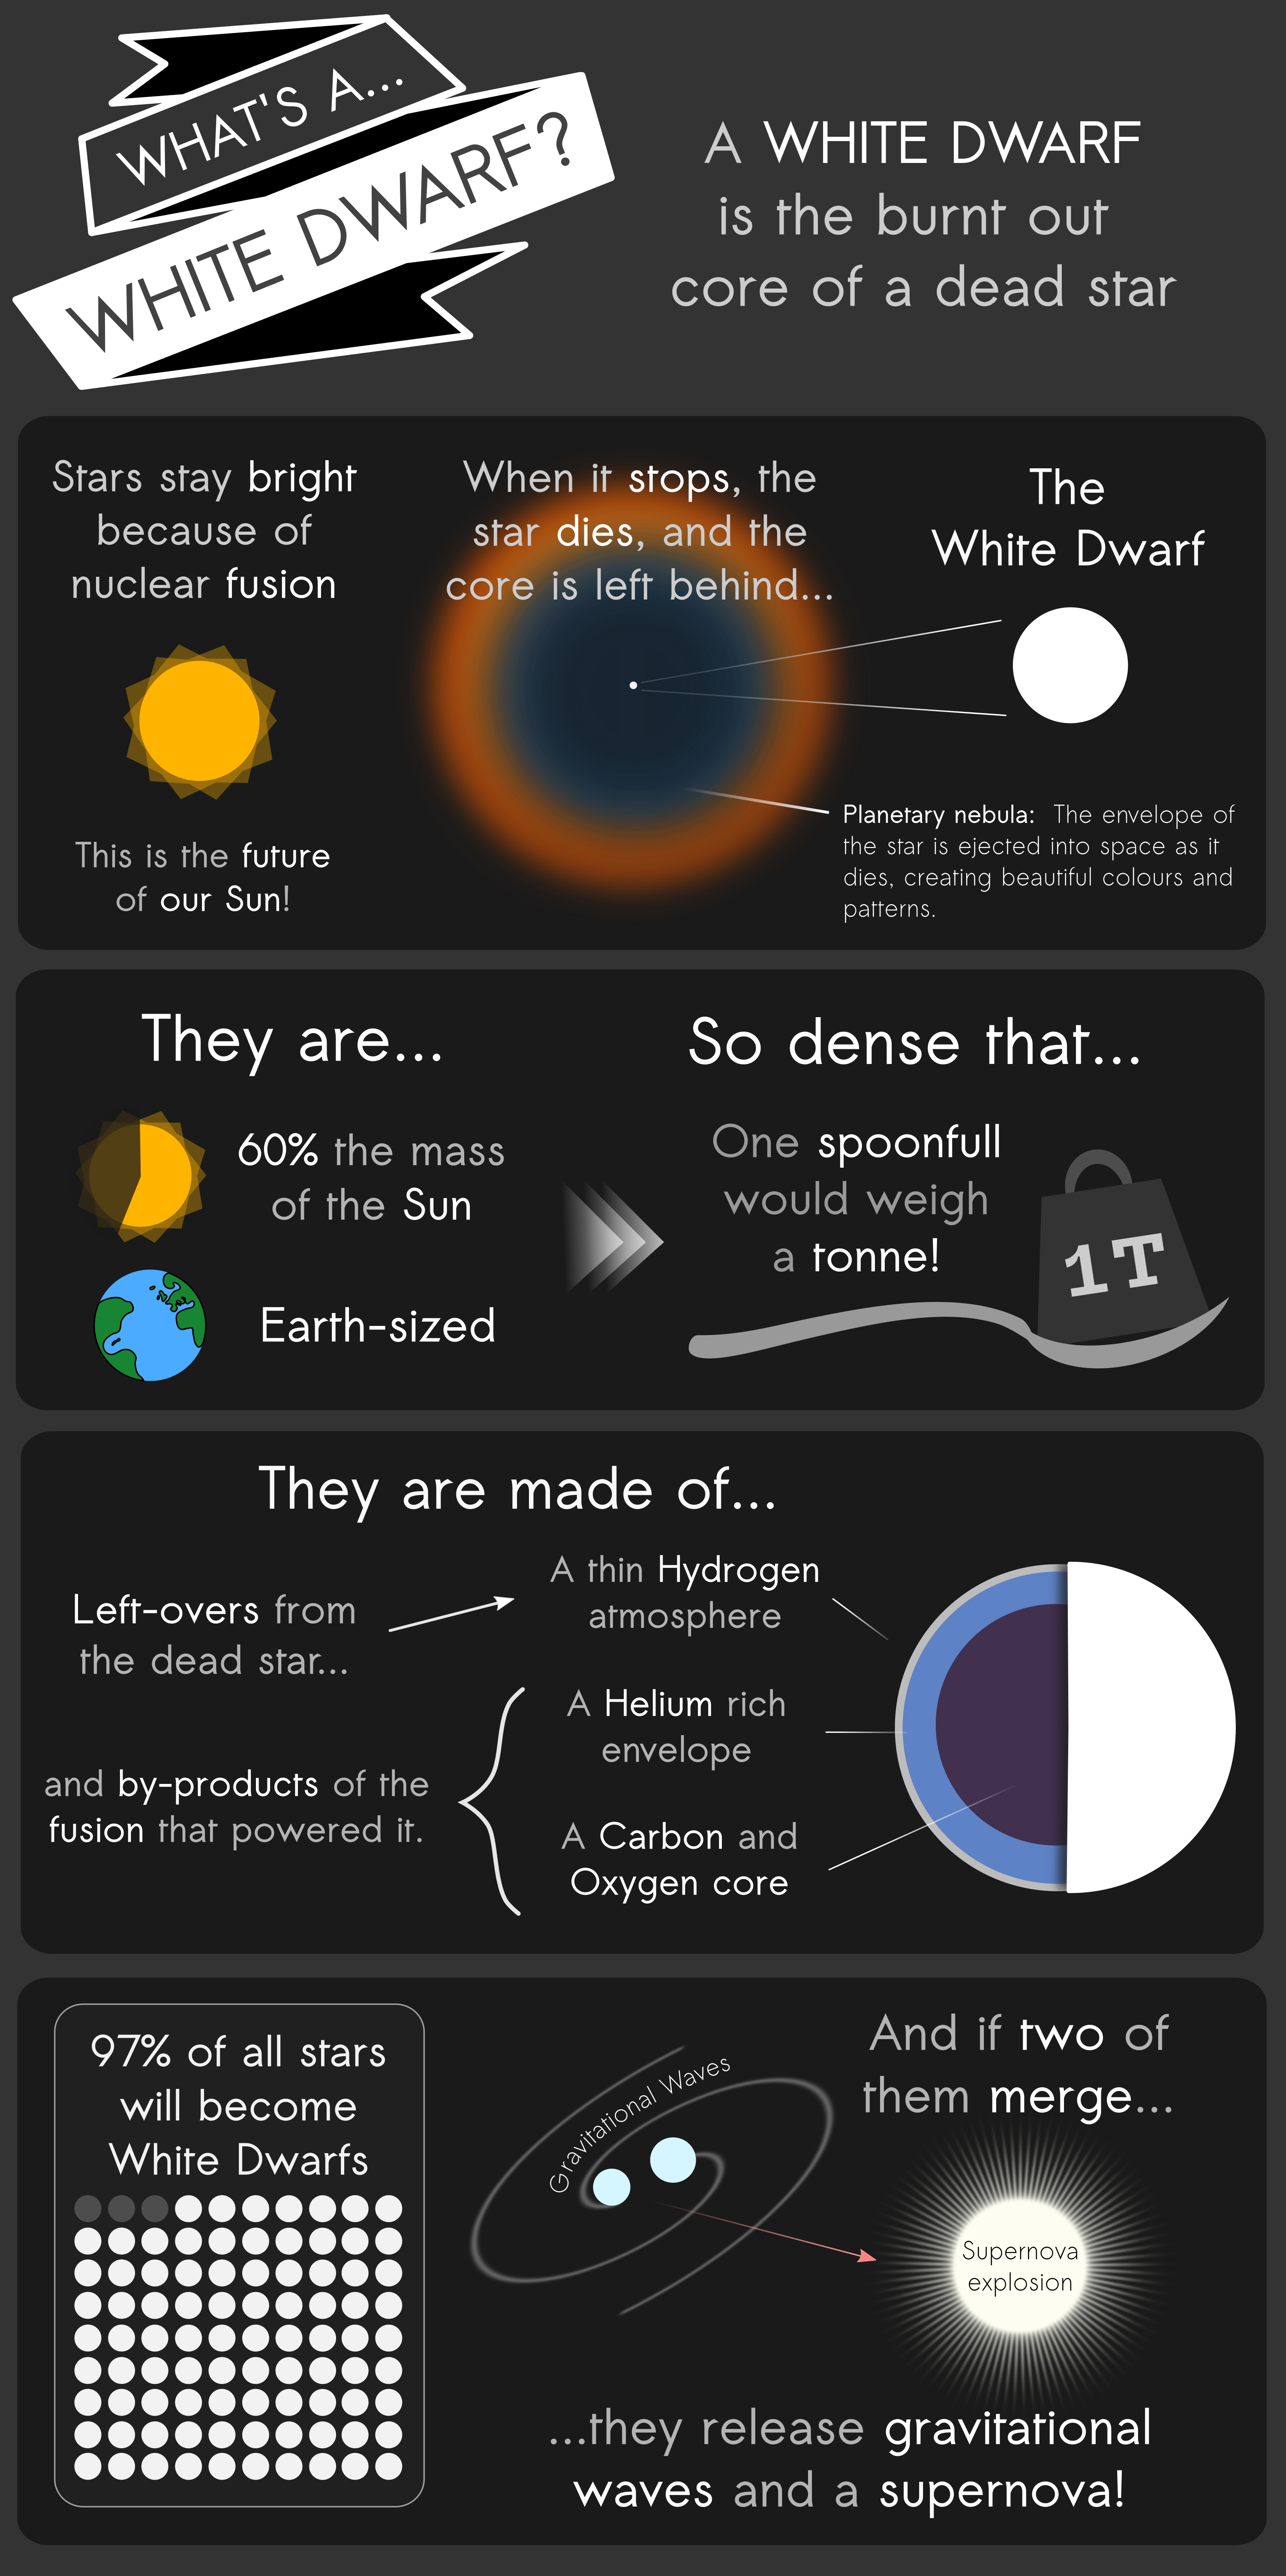 WHAT'S A...
WHITE DWARF?
A WHITE DWARF
is the burnt out
core of a dead star
Stars stay bright
because of
nuclear fusion
This is the future
of our Sun!
When it stops, the
star dies, and the
core is left behind...
The
White Dwarf
Planetary nebula: The envelope of
the star is ejected into space as it
dies, creating beautiful colours and
patterns.
They are...
60% the mass
of the Sun
Earth-sized
So dense that...
One spoonfull
would weigh
a tonne!
1T
They are made of...
Left-overs from
the dead star...
A thin Hydrogen
atmosphere
and by-products of the
fusion that powered it.
A Helium rich
envelope
A Carbon and
Oxygen core
97% of all stars
will become
White Dwarfs
Gravitational Waves
And if two of
them merge...
Supernova
explosion
...they release gravitational
waves and a supernova!